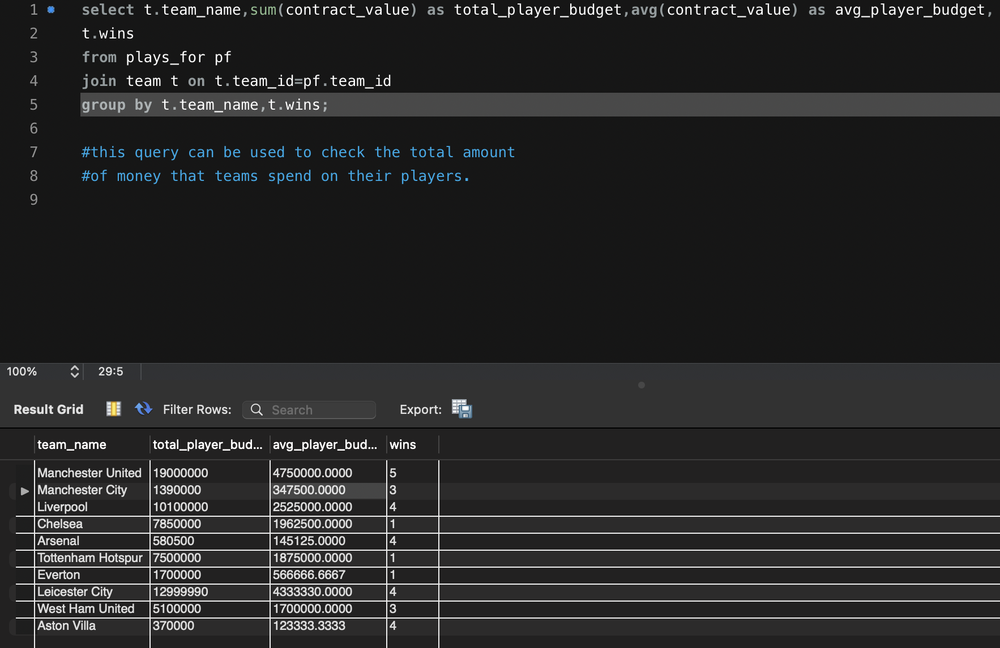 1 select t.team_name,sum(contract_value) as total_player_budget,avg(contract_value) as avg_player_budget,
2 t.wins
3 from plays_for pf
4 join team t on t.team_id=pf.team_id
5 group by t.team_name,t.wins;
6
7 #this query can be used to check the total amount
8 #of money that teams spend on their players.
9
100% 29:5
Result Grid Filter Rows: Search Export:
team_name total_player_bud... avg_player_bud... wins
Manchester United 19000000 4750000.0000 5
Manchester City 1390000 347500.0000 3
Liverpool 10100000 2525000.0000 4
Chelsea 7850000 1962500.0000 1
Arsenal 580500 145125.0000 4
Tottenham Hotspur 7500000 1875000.0000 1
Everton 1700000 566666.6667 1
Leicester City 12999990 4333330.0000 4
West Ham United 5100000 1700000.0000 3
Aston Villa 370000 123333.3333 4